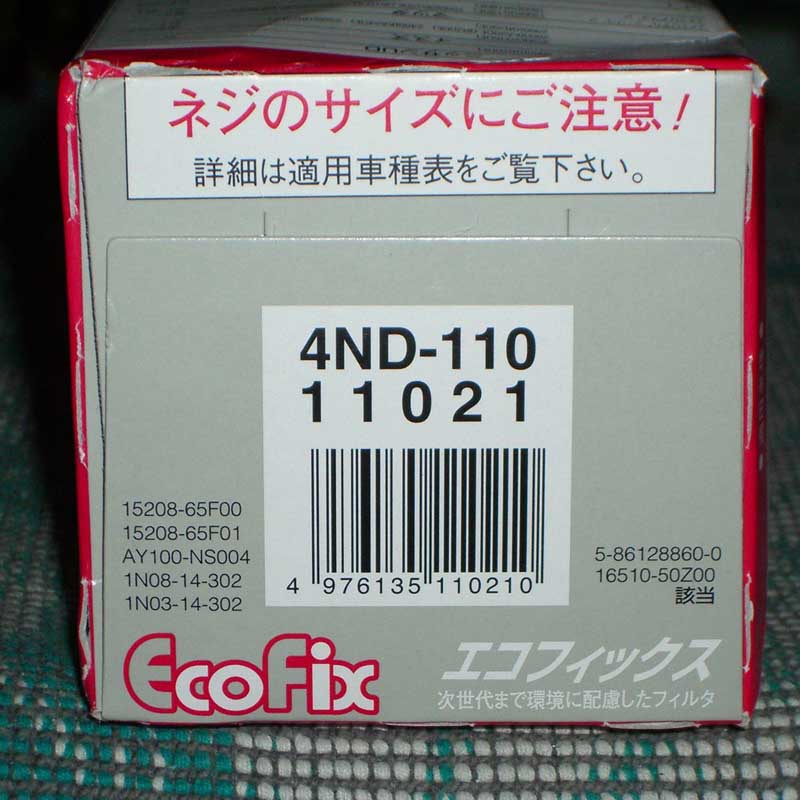 ネジのサイズにご注意!
詳細は適用車種表をご覧下さい。
4ND-110
11021
15208-65F00
15208-65F01
AY100-NS004
1N08-14-302
1N03-14-302
4 976135 110210
5-86128860-0
16510-50Z00
該当
EcoFix
エコフィックス
次世代まで環境に配慮したフィルタ